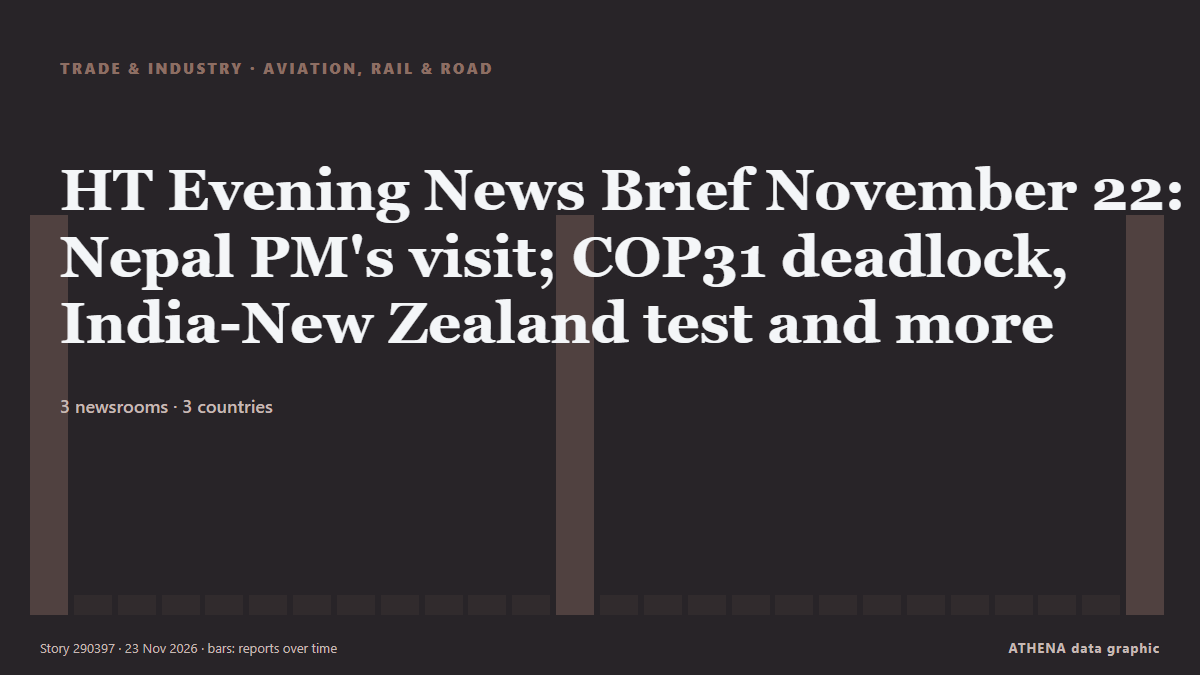 TRADE & INDUSTRY · AVIATION, RAIL & ROAD
HT Evening News Brief November 22:
Nepal PM's visit; COP31 deadlock,
India-New Zealand test and more
3 newsrooms · 3 countries
Story 290397 · 23 Nov 2026 · bars: reports over time
ATHENA data graphic